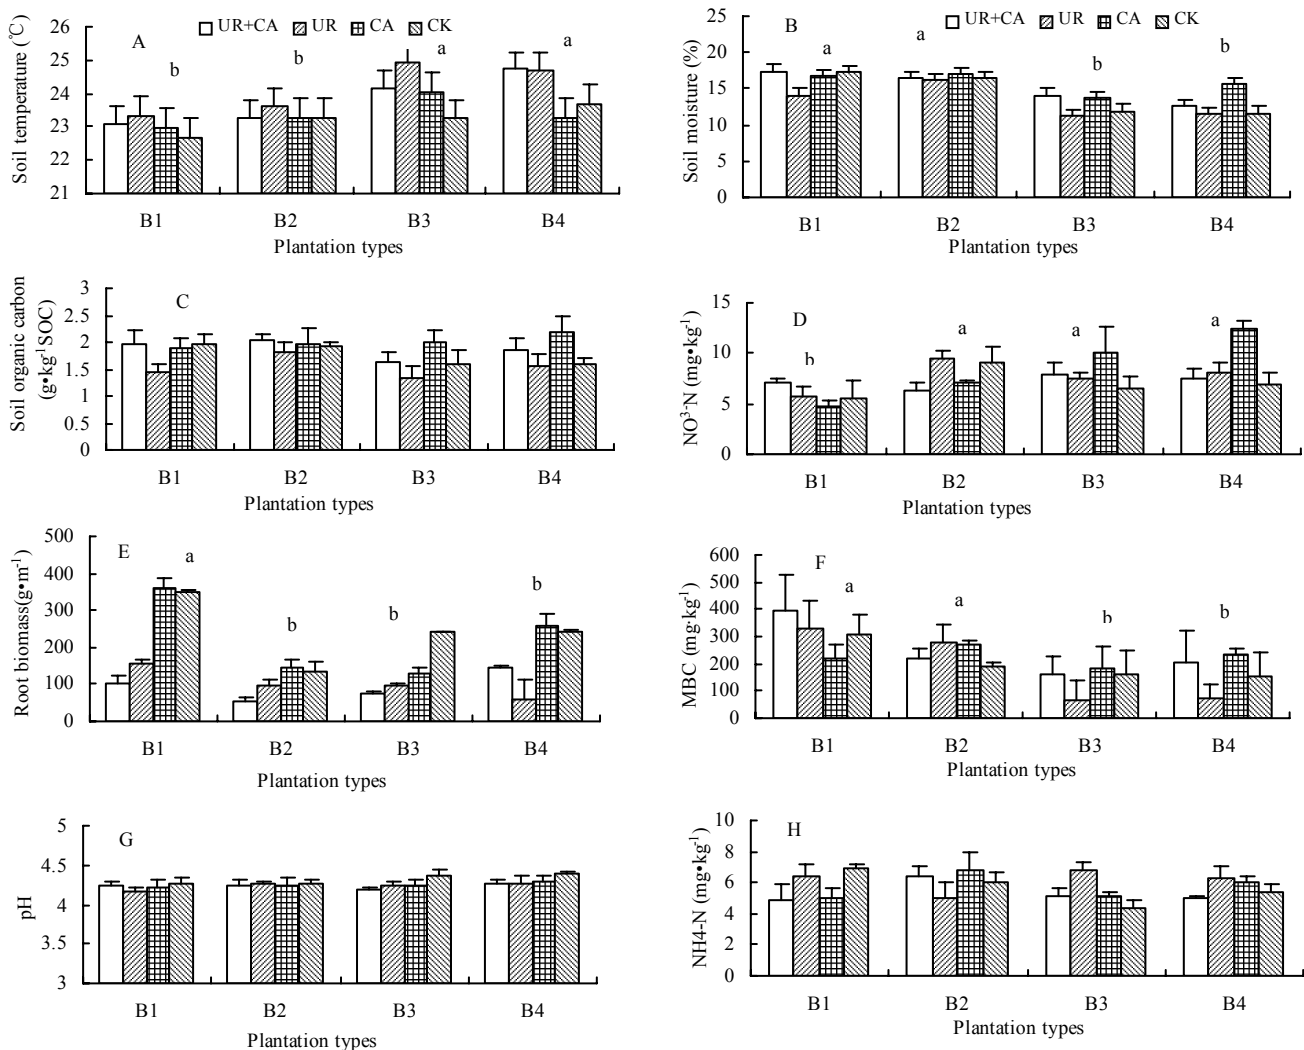 UR+CA UR CA CK
A
b b a a
Soil temperature (℃)
26
25
24
23
22
21
B1 B2 B3 B4
Plantation types
UR+CA UR CA CK
B
a a b b
Soil moisture (%)
25
20
15
10
5
0
B1 B2 B3 B4
Plantation types
C
Soil organic carbon
(g•kg⁻¹SOC)
3
2.5
2
1.5
1
0.5
0
B1 B2 B3 B4
Plantation types
D
b a a a
NO³-N (mg•kg⁻¹)
15
10
5
0
B1 B2 B3 B4
Plantation types
E
a b b b
Root biomass(g•m⁻¹)
500
400
300
200
100
0
B1 B2 B3 B4
Plantation types
F
a a b b
MBC (mg·kg⁻¹)
600
500
400
300
200
100
0
B1 B2 B3 B4
Plantation types
G
pH
5
4.5
4
3.5
3
B1 B2 B3 B4
Plantation types
H
NH4-N (mg•kg⁻¹)
10
8
6
4
2
0
B1 B2 B3 B4
Plantation types